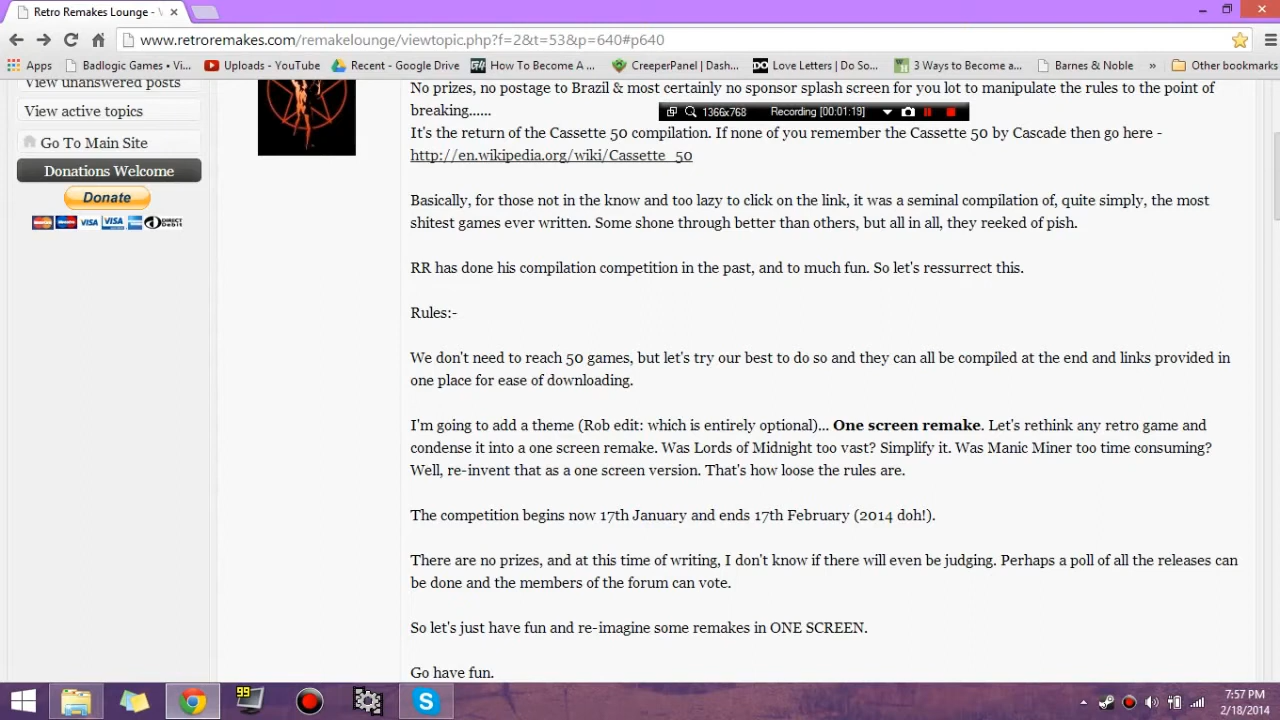 Retro Remakes Lounge - \
www.retroremakes.com/remakelounge/viewtopic.php?f=2&t=53&p=640#p640
Apps
Badlogic Games • Vi...
Uploads - YouTube
Recent - Google Drive
How To Become A ...
CreeperPanel | Dash...
Love Letters | Do So...
3 Ways to Become a...
Barnes & Noble
»
Other bookmarks
View unanswered posts
View active topics
Go To Main Site
Donations Welcome
Donate
VISA VISA DIRECT Debit
No prizes, no postage to Brazil & most certainly no sponsor splash screen for you lot to manipulate the rules to the point of
breaking......
1366x768 Recording [00:01:19]
It's the return of the Cassette 50 compilation. If none of you remember the Cassette 50 by Cascade then go here -
http://en.wikipedia.org/wiki/Cassette_50
Basically, for those not in the know and too lazy to click on the link, it was a seminal compilation of, quite simply, the most
shitest games ever written. Some shone through better than others, but all in all, they reeked of pish.
RR has done his compilation competition in the past, and to much fun. So let's ressurrect this.
Rules:-
We don't need to reach 50 games, but let's try our best to do so and they can all be compiled at the end and links provided in
one place for ease of downloading.
I'm going to add a theme (Rob edit: which is entirely optional)... One screen remake. Let's rethink any retro game and
condense it into a one screen remake. Was Lords of Midnight too vast? Simplify it. Was Manic Miner too time consuming?
Well, re-invent that as a one screen version. That's how loose the rules are.
The competition begins now 17th January and ends 17th February (2014 doh!).
There are no prizes, and at this time of writing, I don't know if there will even be judging. Perhaps a poll of all the releases can
be done and the members of the forum can vote.
So let's just have fun and re-imagine some remakes in ONE SCREEN.
Go have fun.
99
7:57 PM
2/18/2014